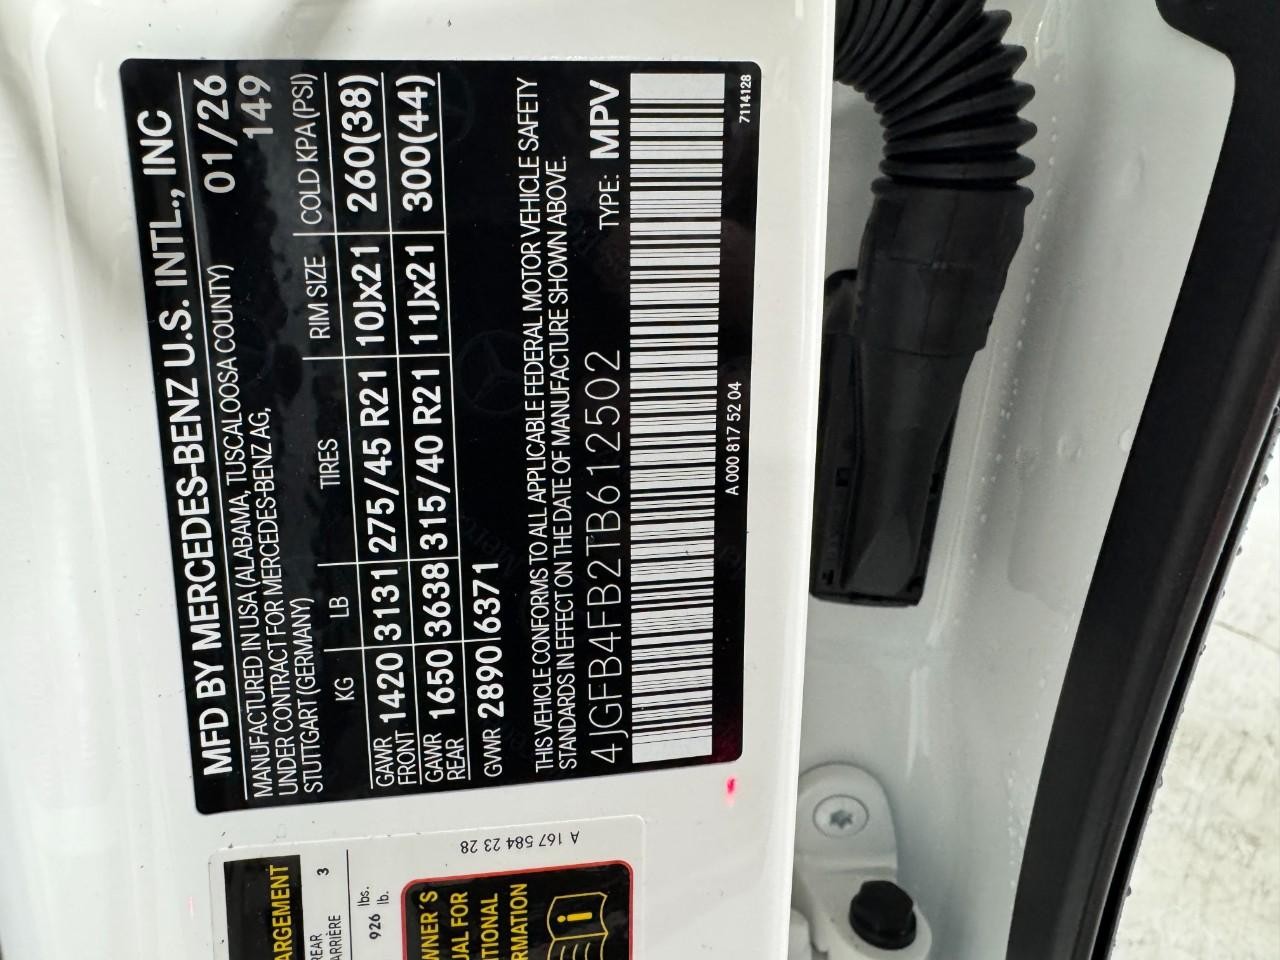 MFD BY MERCEDES-BENZ U.S. INTL., INC
MANUFACTURED IN USA (ALABAMA, TUSCALOOSA COUNTY) 01/26
UNDER CONTRACT FOR MERCEDES-BENZ AG, 149
STUTTGART (GERMANY)
KG LB TIRES RIM SIZE COLD KPA (PSI)
GAWR FRONT 1420 3131 275/45 R21 10Jx21 260(38)
GAWR REAR 1650 3638 315/40 R21 11Jx21 300(44)
GVWR 2890 6371
THIS VEHICLE CONFORMS TO ALL APPLICABLE FEDERAL MOTOR VEHICLE SAFETY
STANDARDS IN EFFECT ON THE DATE OF MANUFACTURE SHOWN ABOVE.
4JGFB4FB2TB612502 TYPE: MPV
A 000 817 52 04 7114128
A 167 584 23 28
ARGEMENT
REAR 3
ARRIÈRE
926 lbs.
lb.
WNER'S
UAL FOR
ITIONAL
RMATION
i